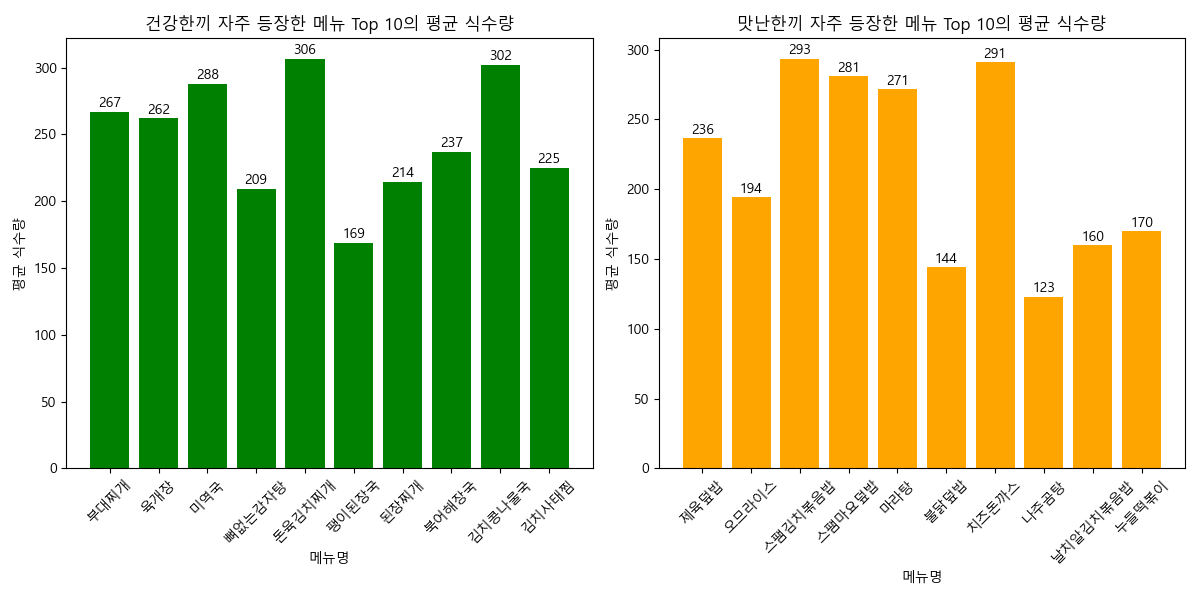 건강한끼 자주 등장한 메뉴 Top 10의 평균 식수량
평균 식수량
300
250
200
150
100
50
0
267
262
288
209
306
169
214
237
302
225
부대찌개
육개장
미역국
뼈없는감자탕
돈육김치찌개
팽이된장국
된장찌개
북어해장국
김치콩나물국
김치사태찜
메뉴명
맛난한끼 자주 등장한 메뉴 Top 10의 평균 식수량
평균 식수량
300
250
200
150
100
50
0
236
194
293
281
271
144
291
123
160
170
제육덮밥
오므라이스
스팸김치볶음밥
스팸마요덮밥
마라탕
불닭덮밥
치즈돈까스
나주곰탕
날치알김치볶음밥
누들떡볶이
메뉴명